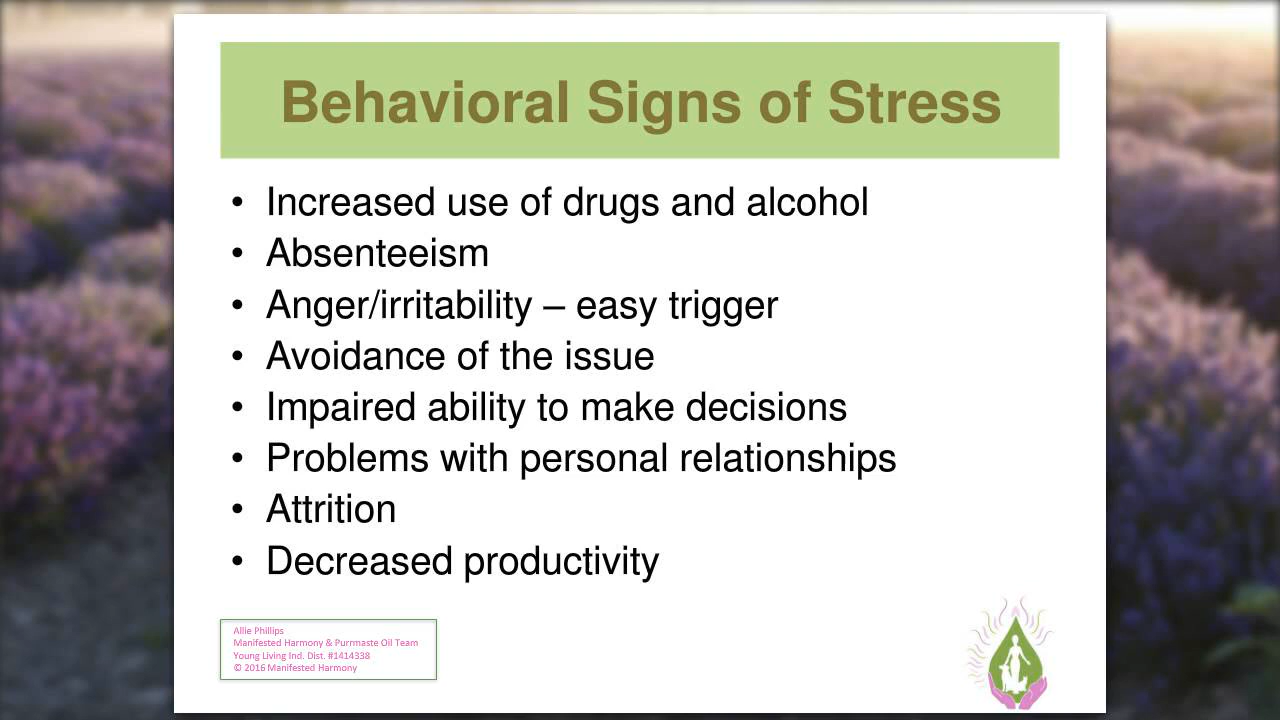 Behavioral Signs of Stress
• Increased use of drugs and alcohol
• Absenteeism
• Anger/irritability – easy trigger
• Avoidance of the issue
• Impaired ability to make decisions
• Problems with personal relationships
• Attrition
• Decreased productivity
Allie Phillips
Manifested Harmony & Purrmaste Oil Team
Young Living Ind. Dist. #1414338
© 2016 Manifested Harmony